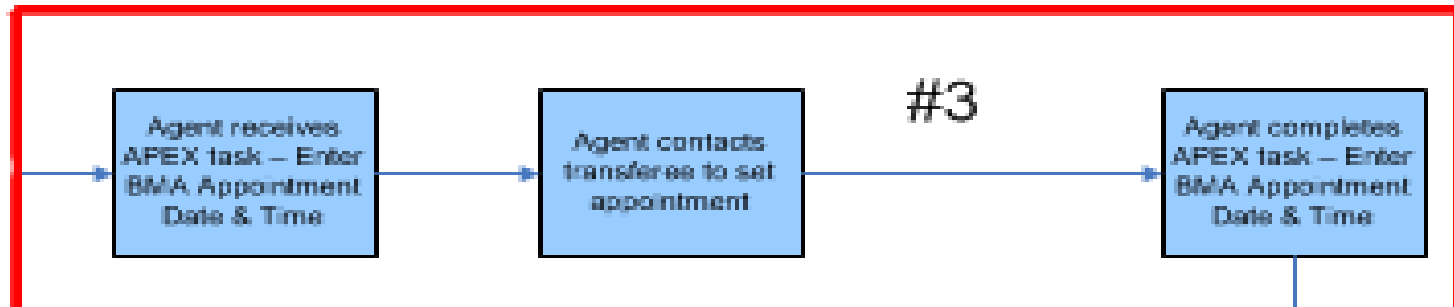 Agent receives
APEX task – Enter
BMA Appointment
Date & Time
Agent contacts
transferee to set
appointment
#3
Agent completes
APEX task – Enter
BMA Appointment
Date & Time